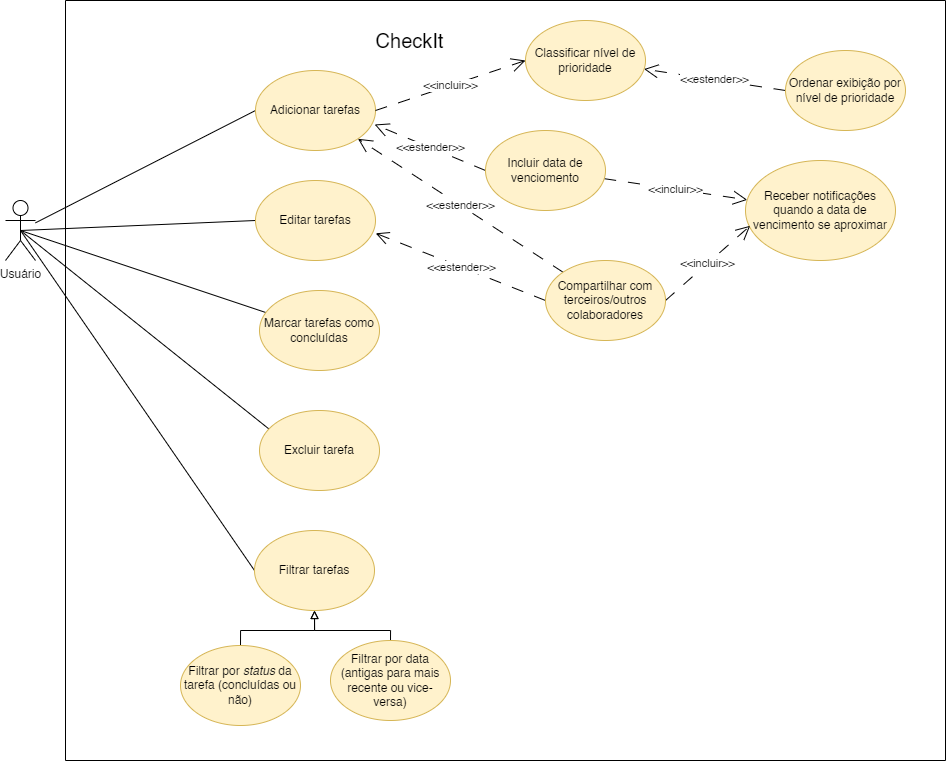 CheckIt
Classificar nível de
prioridade
<<incluir>>
<<estender>>
Ordenar exibição por
nível de prioridade
Adicionar tarefas
<<estender>>
Incluir data de
venciomento
<<incluir>>
Receber notificações
quando a data de
vencimento se aproximar
<<estender>>
Editar tarefas
Usuário
<<estender>>
<<incluir>>
Compartilhar com
terceiros/outros
colaboradores
Marcar tarefas como
concluídas
Excluir tarefa
Filtrar tarefas
Filtrar por status da
tarefa (concluídas ou
não)
Filtrar por data
(antigas para mais
recente ou vice-
versa)